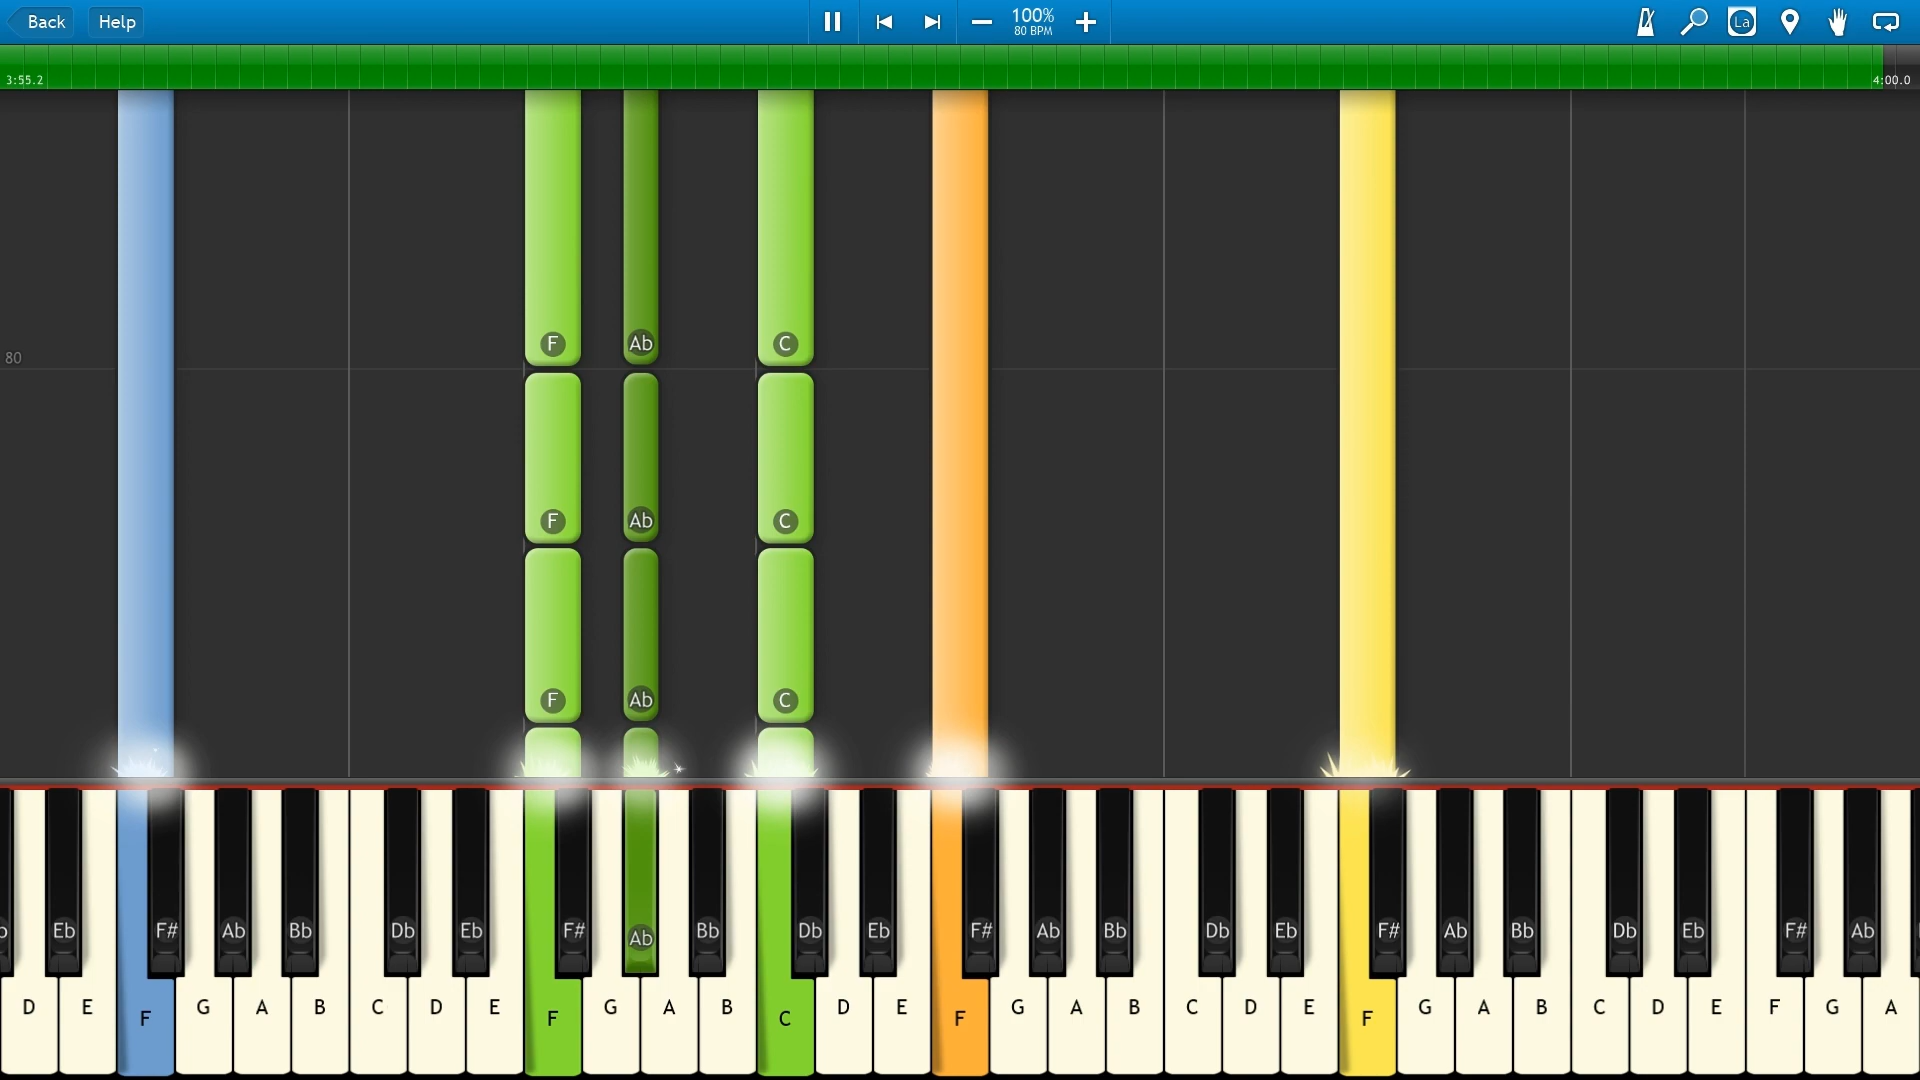 Back Help 100% La
80 BPM
3:55.2 4:00.0
F Ab C
80
F Ab C
F Ab C
Eb F# Ab Bb Db Eb F# Ab Bb Db Eb F# Ab Bb Db Eb F# Ab Bb Db Eb F# Ab
D E F G A B C D E F G A B C D E F G A B C D E F G A B C D E F G A